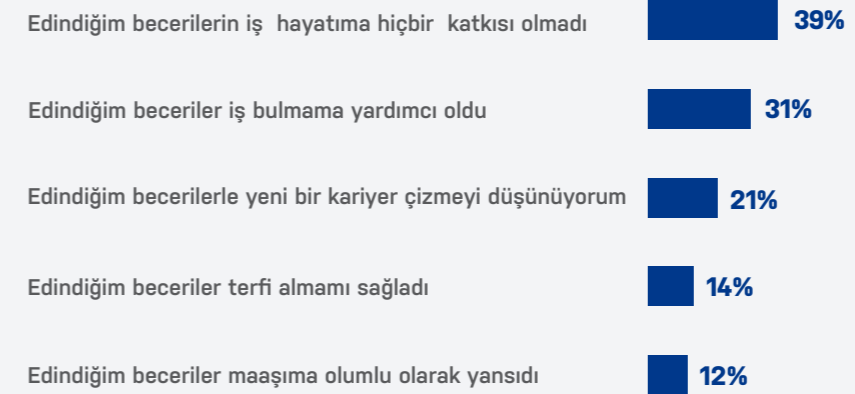 Edindiğim becerilerin iş hayatıma hiçbir katkısı olmadı 39%
Edindiğim beceriler iş bulmama yardımcı oldu 31%
Edindiğim becerilerle yeni bir kariyer çizmeyi düşünüyorum 21%
Edindiğim beceriler terfi almamı sağladı 14%
Edindiğim beceriler maaşıma olumlu olarak yansıdı 12%